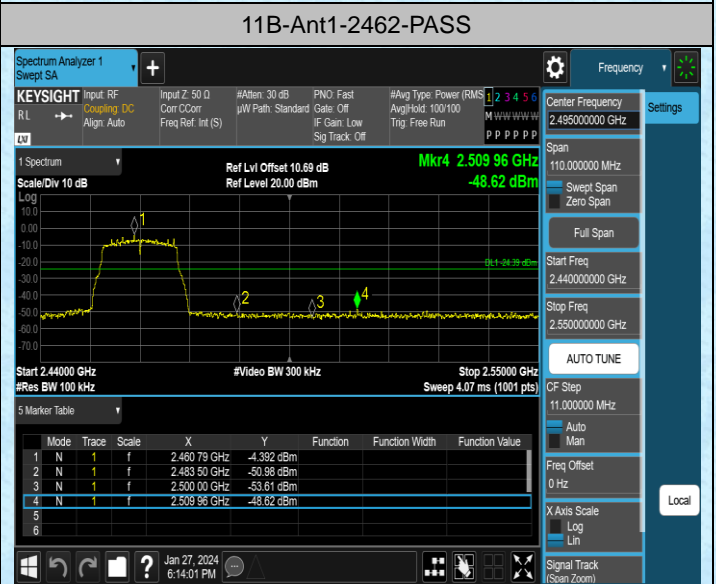 11B-Ant1-2462-PASS
Spectrum Analyzer 1
Swept SA
+
Frequency
KEYSIGHT
RL
LXI
Input: RF
Coupling: DC
Align: Auto
Input Z: 50 Ω
Corr CCorr
Freq Ref: Int (S)
#Atten: 30 dB
µW Path: Standard
PNO: Fast
Gate: Off
IF Gain: Low
Sig Track: Off
#Avg Type: Power (RMS
Avg|Hold: 100/100
Trig: Free Run
1 2 3 4 5 6
M W W W W W
P P P P P P
1 Spectrum
Scale/Div 10 dB
Log
Ref Lvl Offset 10.69 dB
Ref Level 20.00 dBm
Mkr4 2.509 96 GHz
-48.62 dBm
10.0
0.00
-10.0
-20.0
-30.0
-40.0
-50.0
-60.0
-70.0
1
2
3
4
DL1 -24.39 dBm
Start 2.44000 GHz
#Res BW 100 kHz
#Video BW 300 kHz
Stop 2.55000 GHz
Sweep 4.07 ms (1001 pts)
5 Marker Table
Mode Trace Scale X Y Function Function Width Function Value
1 N 1 f 2.460 79 GHz -4.392 dBm
2 N 1 f 2.483 50 GHz -50.98 dBm
3 N 1 f 2.500 00 GHz -53.61 dBm
4 N 1 f 2.509 96 GHz -48.62 dBm
5
6
Center Frequency
2.495000000 GHz
Settings
Span
110.000000 MHz
Swept Span
Zero Span
Full Span
Start Freq
2.440000000 GHz
Stop Freq
2.550000000 GHz
AUTO TUNE
CF Step
11.000000 MHz
Auto
Man
Freq Offset
0 Hz
Local
X Axis Scale
Log
Lin
Signal Track
(Span Zoom)
?
Jan 27, 2024
6:14:01 PM